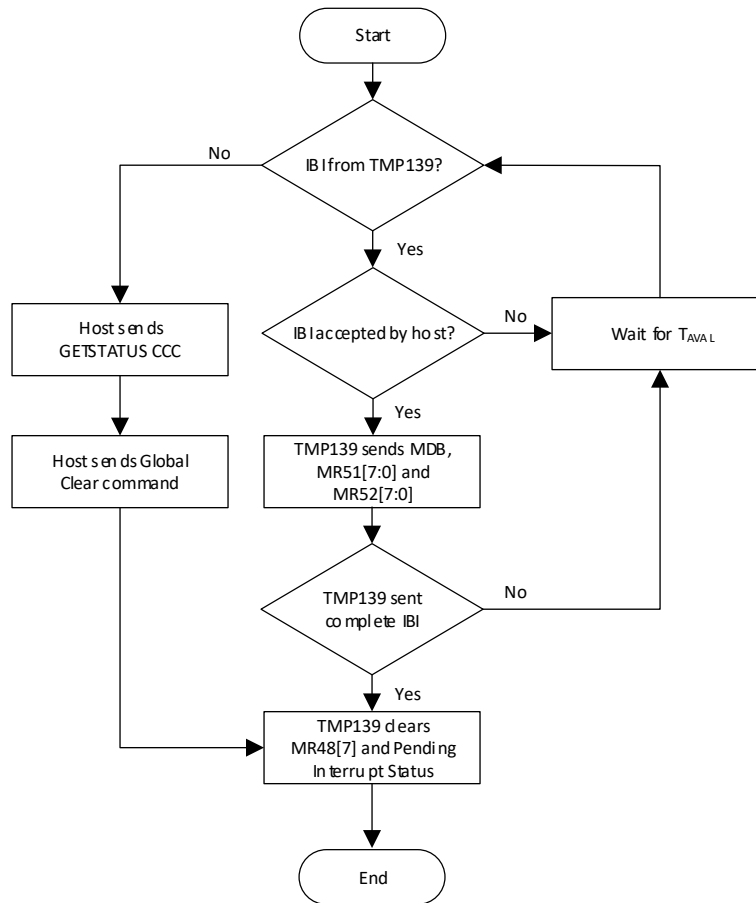 Start
IBI from TMP139?
No
Yes
Host sends
GETSTATUS CCC
IBI accepted by host?
No
Wait for TAVAL
Yes
Host sends Global
Clear command
TMP139 sends MDB,
MR51[7:0] and
MR52[7:0]
TMP139 sent
complete IBI
No
Yes
TMP139 clears
MR48[7] and Pending
Interrupt Status
End